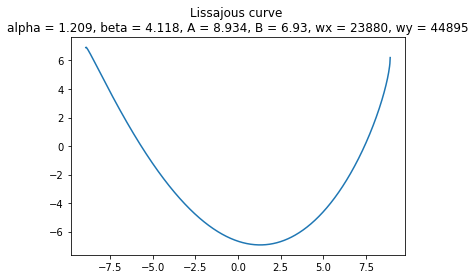 Lissajous curve
alpha = 1.209, beta = 4.118, A = 8.934, B = 6.93, wx = 23880, wy = 44895
6
4
2
0
−2
−4
−6
−7.5 −5.0 −2.5 0.0 2.5 5.0 7.5